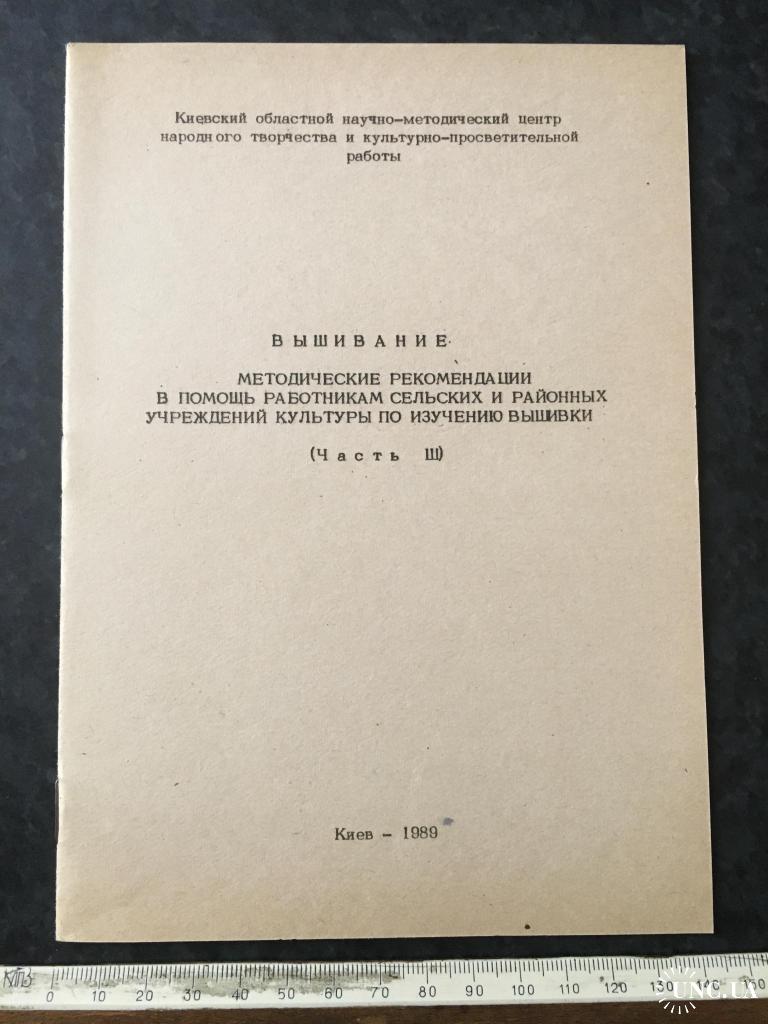 Киевский областной научно-методический центр
народного творчества и культурно-просветительной
работы
ВЫШИВАНИЕ
МЕТОДИЧЕСКИЕ РЕКОМЕНДАЦИИ
В ПОМОЩЬ РАБОТНИКАМ СЕЛЬСКИХ И РАЙОННЫХ
УЧРЕЖДЕНИЙ КУЛЬТУРЫ ПО ИЗУЧЕНИЮ ВЫШИВКИ
(Часть Ш)
Киев - 1989
0 10 20 30 40 50 60 70 80 90 100 110 120 130 140 150
UNC.UA